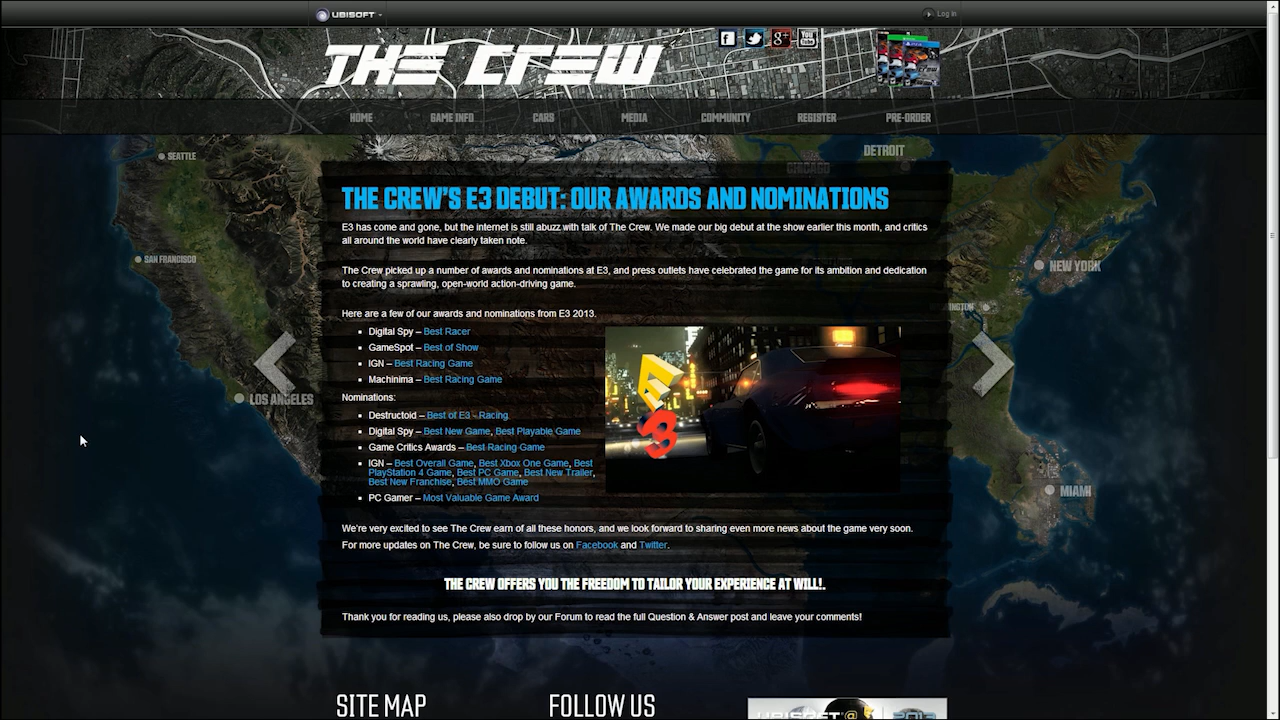 UBISOFT
Log in
THE CREW
You
Tube
HOME GAME INFO CARS MEDIA COMMUNITY REGISTER PRE-ORDER
SEATTLE
DETROIT
CHICAGO
THE CREW'S E3 DEBUT: OUR AWARDS AND NOMINATIONS
E3 has come and gone, but the internet is still abuzz with talk of The Crew. We made our big debut at the show earlier this month, and critics
all around the world have clearly taken note.
SAN FRANCISCO
NEW YORK
The Crew picked up a number of awards and nominations at E3, and press outlets have celebrated the game for its ambition and dedication
to creating a sprawling, open-world action-driving game.
INGTON
Here are a few of our awards and nominations from E3 2013.
Digital Spy – Best Racer
GameSpot – Best of Show
IGN – Best Racing Game
Machinima – Best Racing Game
E3
LOS ANGELES
Nominations:
Destructoid – Best of E3 - Racing
Digital Spy – Best New Game, Best Playable Game
Game Critics Awards – Best Racing Game
IGN – Best Overall Game, Best Xbox One Game, Best
PlayStation 4 Game, Best PC Game, Best New Trailer,
Best New Franchise, Best MMO Game
PC Gamer – Most Valuable Game Award
MIAMI
We're very excited to see The Crew earn of all these honors, and we look forward to sharing even more news about the game very soon.
For more updates on The Crew, be sure to follow us on Facebook and Twitter.
THE CREW OFFERS YOU THE FREEDOM TO TAILOR YOUR EXPERIENCE AT WILL!.
Thank you for reading us, please also drop by our Forum to read the full Question & Answer post and leave your comments!
SITE MAP
FOLLOW US
UBISOFT@ E3 2013